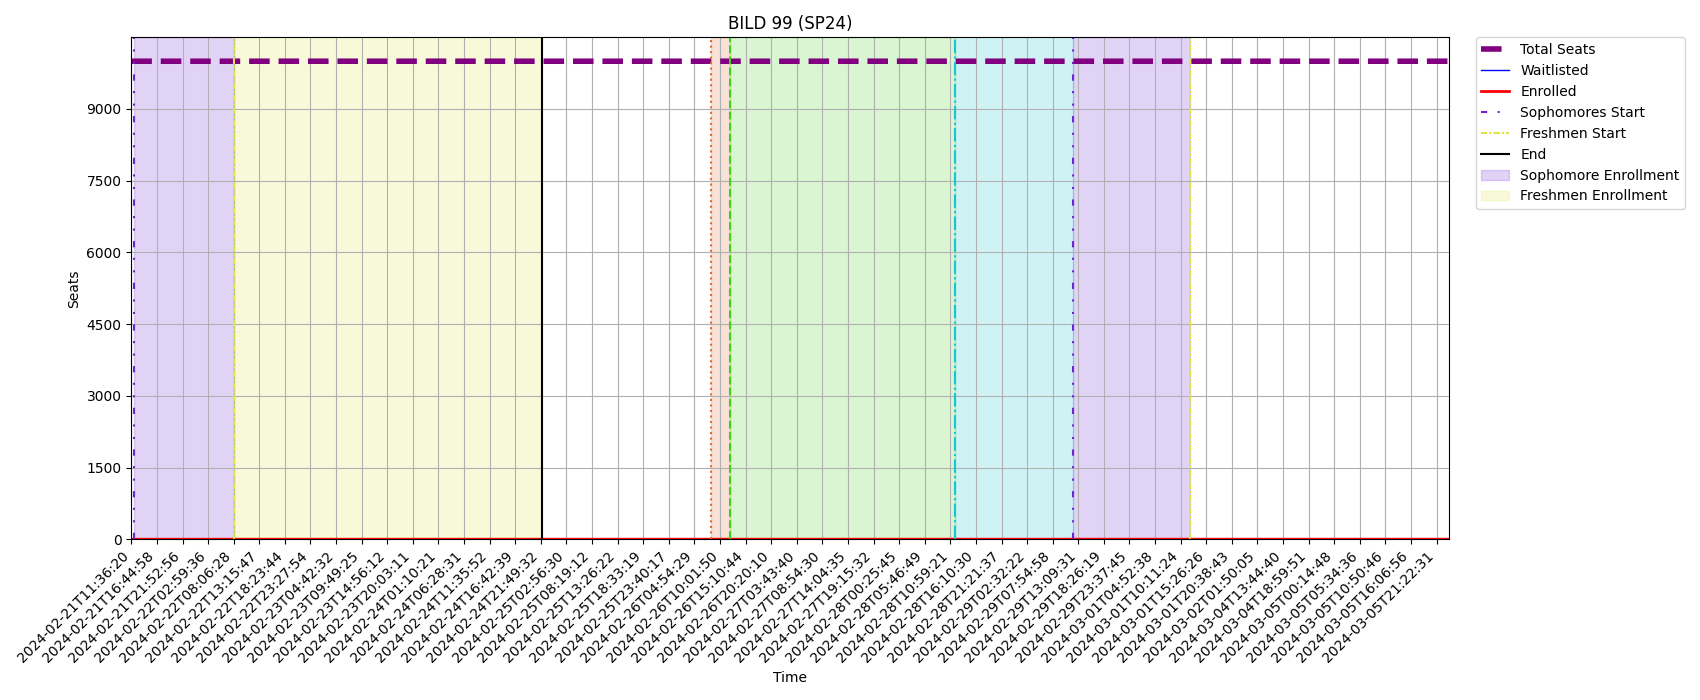 BILD 99 (SP24)
Total Seats
Waitlisted
Enrolled
Sophomores Start
Freshmen Start
End
Sophomore Enrollment
Freshmen Enrollment
Seats
9000
7500
6000
4500
3000
1500
0
2024-02-21T11:36:20
2024-02-21T16:44:58
2024-02-21T21:52:56
2024-02-22T02:59:36
2024-02-22T08:06:28
2024-02-22T13:15:47
2024-02-22T18:23:44
2024-02-22T23:27:54
2024-02-23T04:42:32
2024-02-23T09:49:25
2024-02-23T14:56:12
2024-02-23T20:03:11
2024-02-24T01:10:21
2024-02-24T06:28:31
2024-02-24T11:35:52
2024-02-24T16:42:39
2024-02-24T21:49:32
2024-02-25T02:56:30
2024-02-25T08:19:12
2024-02-25T13:26:22
2024-02-25T18:33:19
2024-02-25T23:40:17
2024-02-26T04:54:29
2024-02-26T10:01:50
2024-02-26T15:10:44
2024-02-26T20:20:10
2024-02-27T03:43:40
2024-02-27T08:54:30
2024-02-27T14:04:35
2024-02-27T19:15:32
2024-02-28T00:25:45
2024-02-28T05:46:49
2024-02-28T10:59:21
2024-02-28T16:10:30
2024-02-28T21:21:37
2024-02-29T02:32:22
2024-02-29T07:54:58
2024-02-29T13:09:31
2024-02-29T18:26:19
2024-02-29T23:37:45
2024-03-01T04:52:38
2024-03-01T10:11:24
2024-03-01T15:26:26
2024-03-01T20:38:43
2024-03-02T01:50:05
2024-03-04T13:44:40
2024-03-04T18:59:51
2024-03-05T00:14:48
2024-03-05T05:34:36
2024-03-05T10:50:46
2024-03-05T16:06:56
2024-03-05T21:22:31
Time